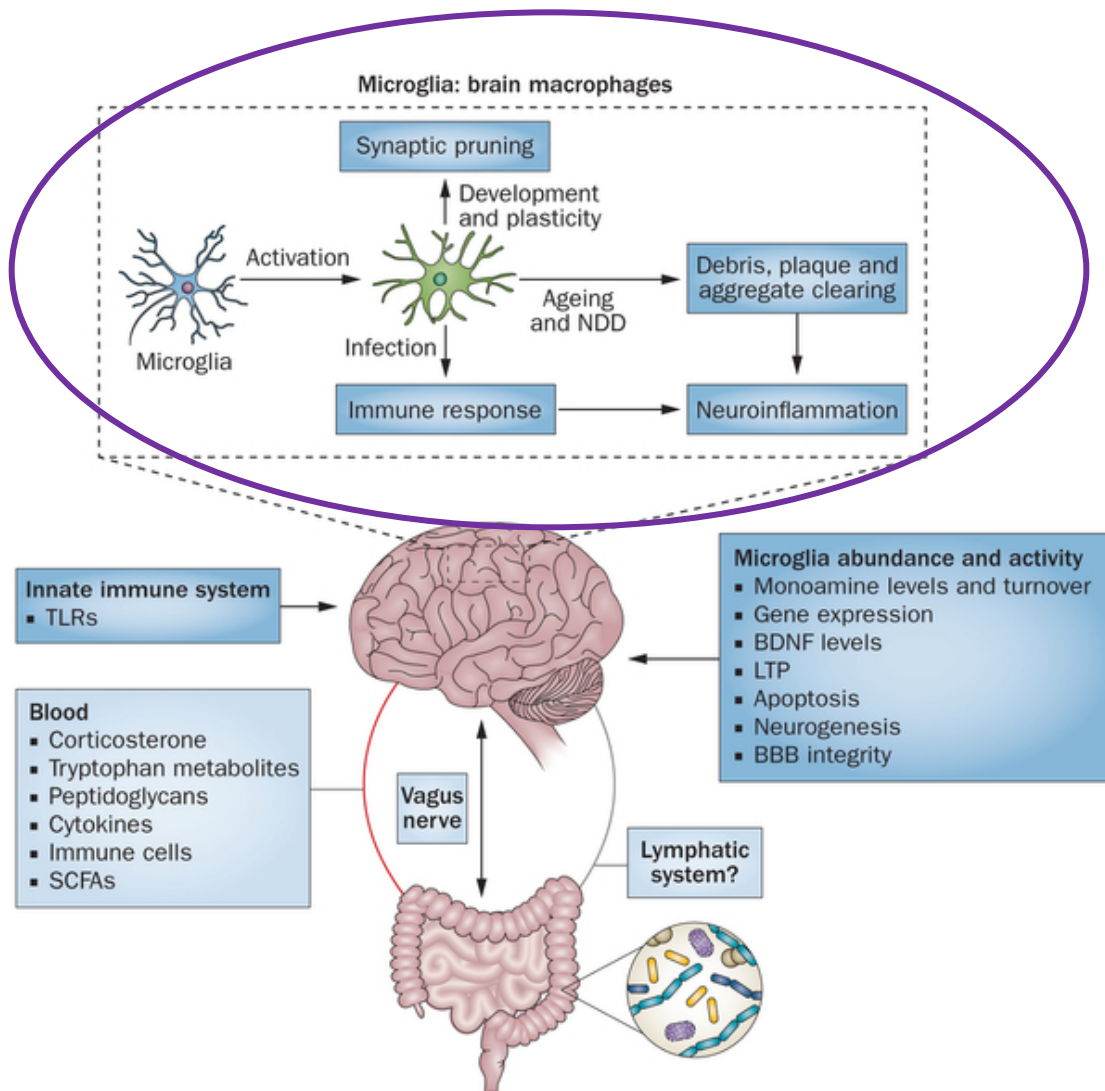 Microglia: brain macrophages
Synaptic pruning
Development
and plasticity
Activation
Microglia
Ageing
and NDD
Debris, plaque and
aggregate clearing
Infection
Immune response
Neuroinflammation
Innate immune system
▪ TLRs
Microglia abundance and activity
▪ Monoamine levels and turnover
▪ Gene expression
▪ BDNF levels
▪ LTP
▪ Apoptosis
▪ Neurogenesis
▪ BBB integrity
Blood
▪ Corticosterone
▪ Tryptophan metabolites
▪ Peptidoglycans
▪ Cytokines
▪ Immune cells
▪ SCFAs
Vagus
nerve
Lymphatic
system?